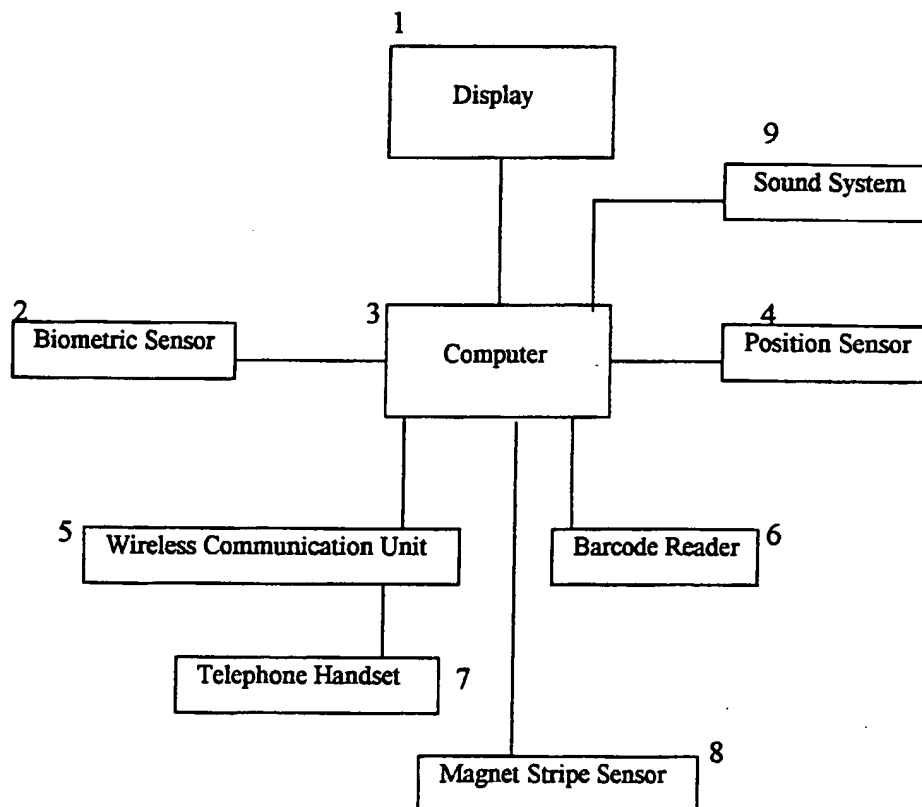 1
Display
9
Sound System
2
Biometric Sensor
3
Computer
4
Position Sensor
5
Wireless Communication Unit
Barcode Reader
6
Telephone Handset
7
8
Magnet Stripe Sensor